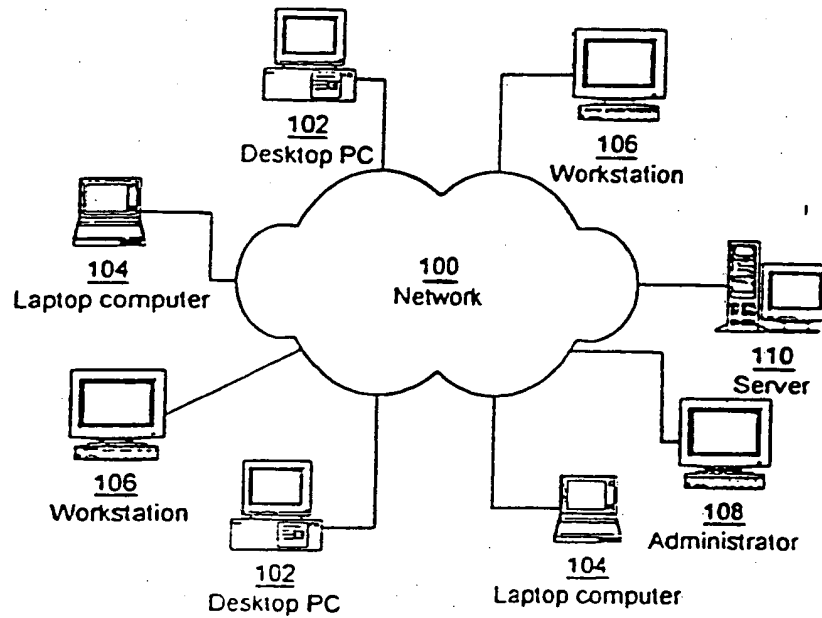 102
Desktop PC
106
Workstation
104
Laptop computer
100
Network
110
Server
106
Workstation
108
Administrator
102
Desktop PC
104
Laptop computer